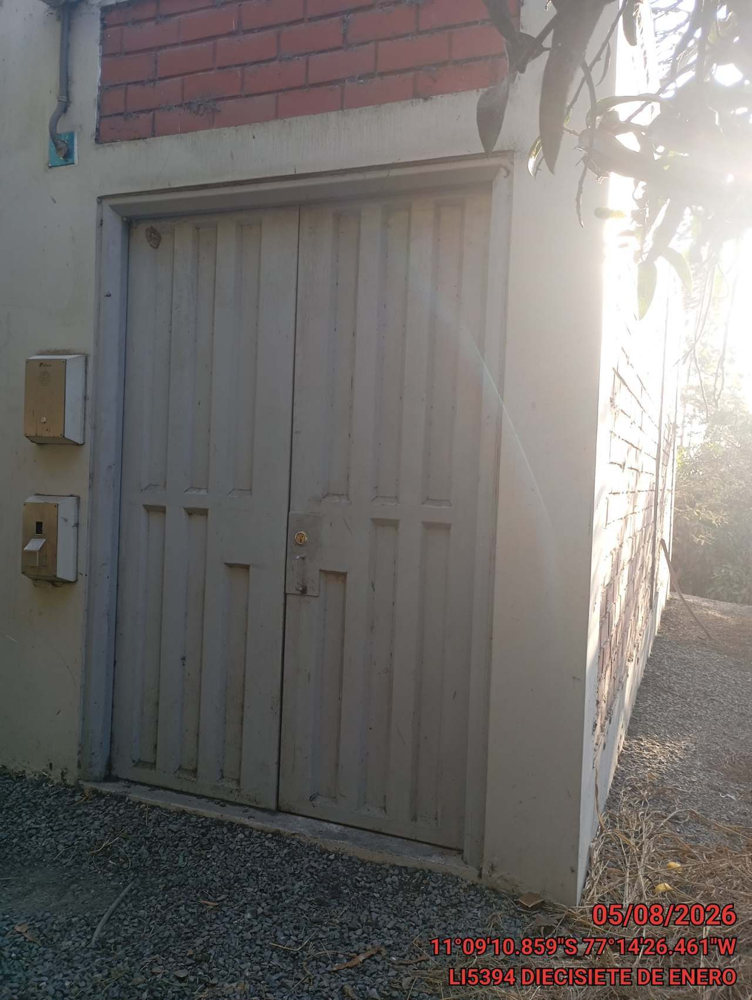 05/08/2026
11°09'10.859"S 77°14'26.461"W
LI5394 DIECISIETE DE ENERO